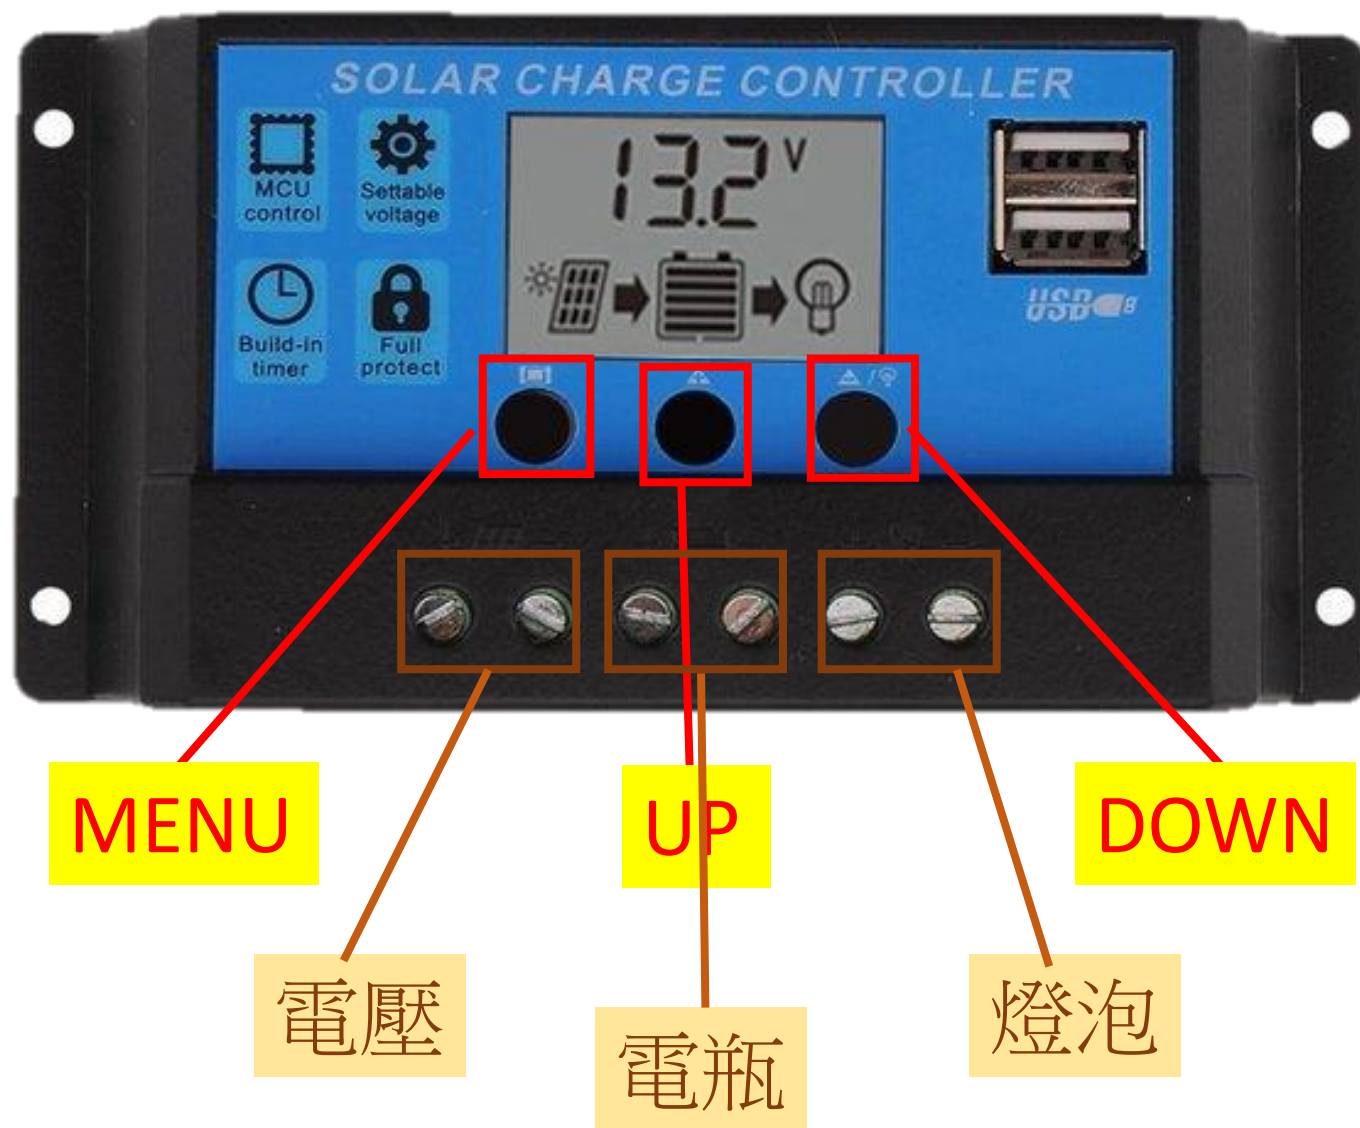 SOLAR CHARGE CONTROLLER
MCU
control
Settable
voltage
Build-in
timer
Full
protect
13.2 V
USB
MENU
UP
DOWN
電壓
電瓶
燈泡